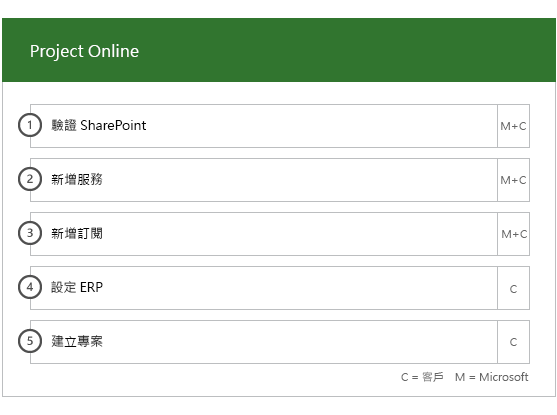 Project Online
1 驗證 SharePoint M+C
2 新增服務 M+C
3 新增訂閱 M+C
4 設定 ERP C
5 建立專案 C
C = 客戶 M = Microsoft